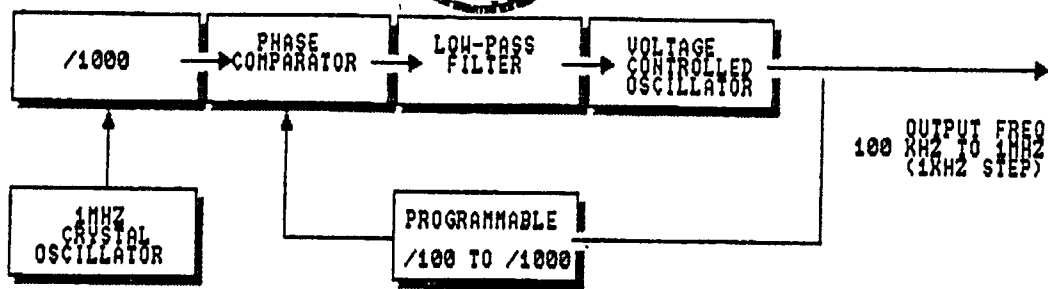 /1000
PHASE
COMPARATOR
LOW-PASS
FILTER
VOLTAGE
CONTROLLED
OSCILLATOR
OUTPUT FREQ
100 KHZ TO 1MHZ
(1KHZ STEP)
1MHZ
CRYSTAL
OSCILLATOR
PROGRAMMABLE
/100 TO /1000